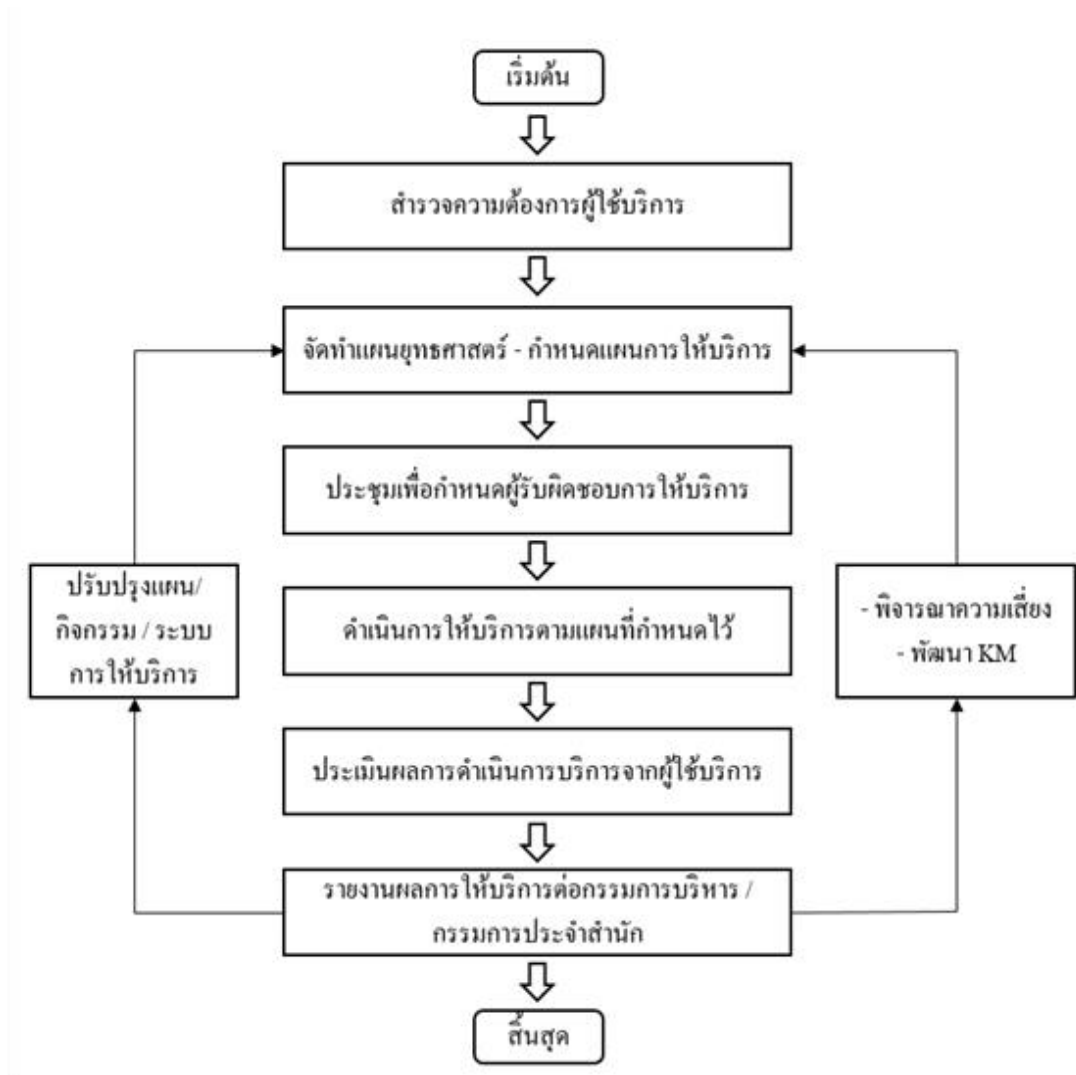 เริ่มต้น
สำรวจความต้องการผู้ใช้บริการ
จัดทำแผนยุทธศาสตร์ - กำหนดแผนการให้บริการ
ประชุมเพื่อกำหนดผู้รับผิดชอบการให้บริการ
ปรับปรุงแผน/
กิจกรรม / ระบบ
การให้บริการ
ดำเนินการให้บริการตามแผนที่กำหนดไว้
- พิจารณาความเสี่ยง
- พัฒนา KM
ประเมินผลการดำเนินการบริการจากผู้ใช้บริการ
รายงานผลการให้บริการต่อกรรมการบริหาร /
กรรมการประจำสำนัก
สิ้นสุด